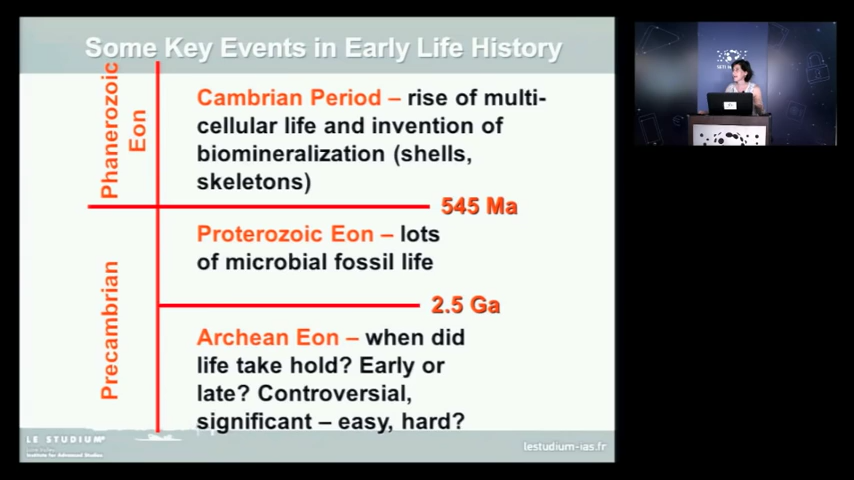 Some Key Events in Early Life History
Phanerozoic
Eon
Cambrian Period – rise of multi-
cellular life and invention of
biomineralization (shells,
skeletons)
545 Ma
Proterozoic Eon – lots
of microbial fossil life
2.5 Ga
Precambrian
Archean Eon – when did
life take hold? Early or
late? Controversial,
significant – easy, hard?
LE STUDIUM
Institute for Advanced Studies
lestudium-ias.fr